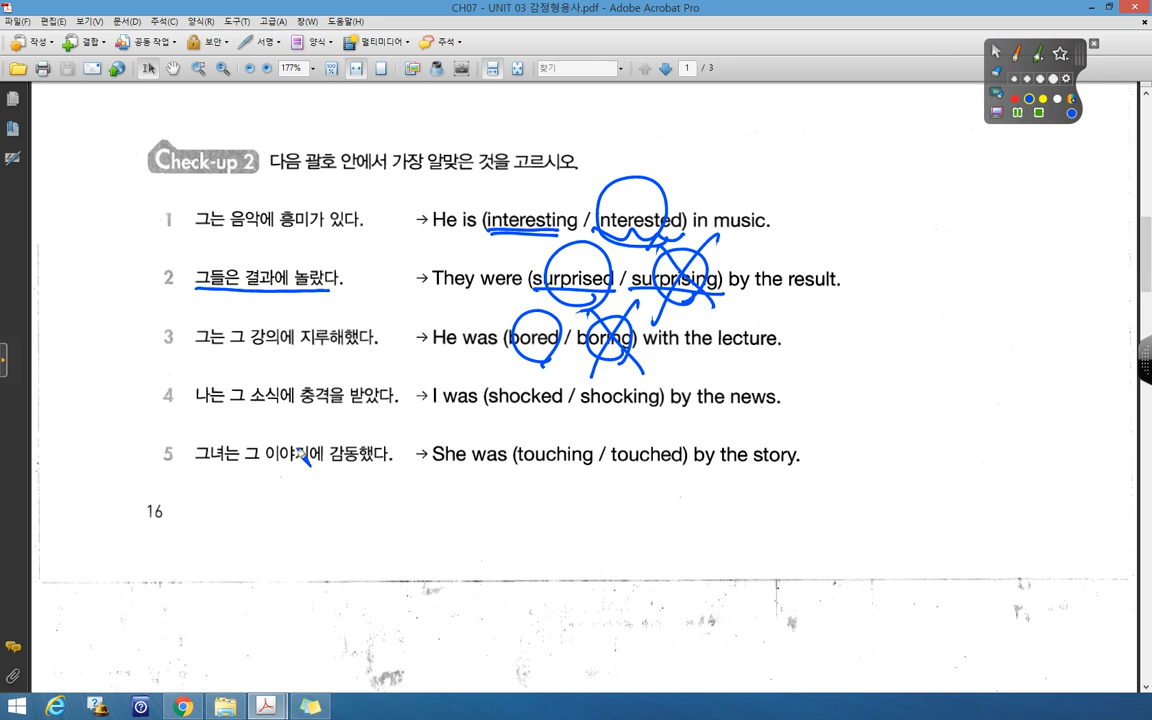 CH07 - UNIT 03 감정형용사.pdf - Adobe Acrobat Pro
파일(F) 편집(E) 보기(V) 문서(D) 주석(C) 양식(R) 도구(T) 고급(A) 창(W) 도움말(H)
작성 결합 공동 작업 보안 서명 양식 멀티미디어 주석
177% 찾기 1 / 3
Check-up 2 다음 괄호 안에서 가장 알맞은 것을 고르시오.
1 그는 음악에 흥미가 있다. → He is (interesting / interested) in music.
2 그들은 결과에 놀랐다. → They were (surprised / surprising) by the result.
3 그는 그 강의에 지루해했다. → He was (bored / boring) with the lecture.
4 나는 그 소식에 충격을 받았다. → I was (shocked / shocking) by the news.
5 그녀는 그 이야기에 감동했다. → She was (touching / touched) by the story.
16